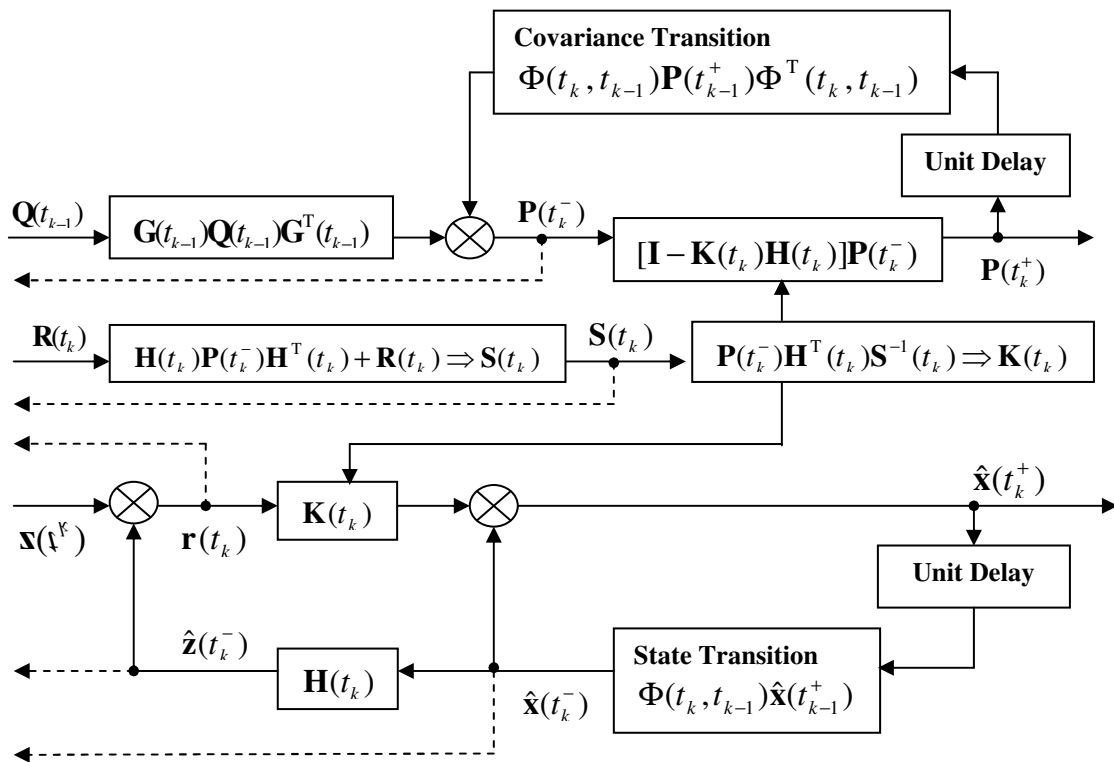 Covariance Transition
Φ(t_k, t_{k−1})P(t_{k−1}^+)Φ^T(t_k, t_{k−1})
Unit Delay
Q(t_{k−1})
G(t_{k−1})Q(t_{k−1})G^T(t_{k−1})
P(t_k^−)
[I − K(t_k)H(t_k)]P(t_k^−)
P(t_k^+)
R(t_k)
H(t_k)P(t_k^−)H^T(t_k) + R(t_k) ⇒ S(t_k)
S(t_k)
P(t_k^−)H^T(t_k)S^{−1}(t_k) ⇒ K(t_k)
z(t_k)
r(t_k)
K(t_k)
x̂(t_k^+)
Unit Delay
ẑ(t_k^−)
H(t_k)
x̂(t_k^−)
State Transition
Φ(t_k, t_{k−1})x̂(t_{k−1}^+)